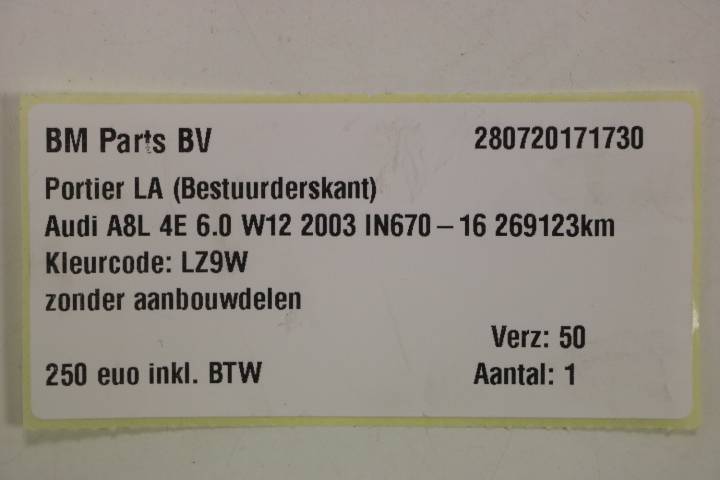 BM Parts BV 280720171730
Portier LA (Bestuurderskant)
Audi A8L 4E 6.0 W12 2003 IN670 – 16 269123km
Kleurcode: LZ9W
zonder aanbouwdelen
Verz: 50
250 euo inkl. BTW Aantal: 1